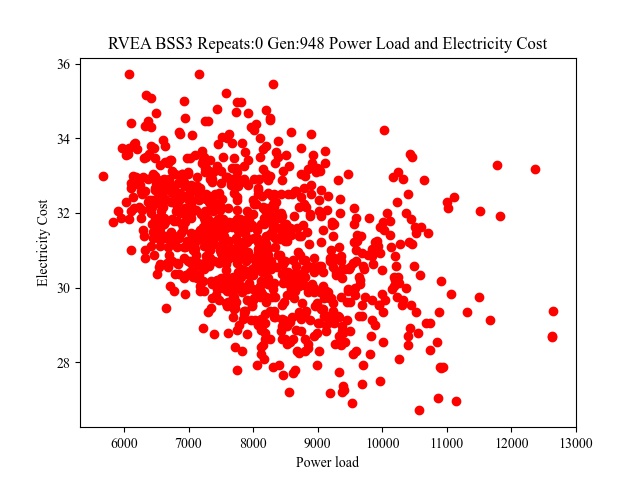 RVEA BSS3 Repeats:0 Gen:948 Power Load and Electricity Cost
36
34
32
30
28
Electricity Cost
6000 7000 8000 9000 10000 11000 12000 13000
Power load